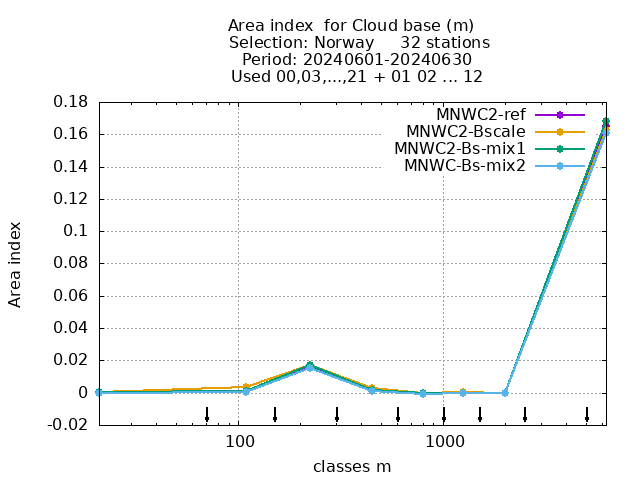 Area index  for Cloud base (m)
Selection: Norway     32 stations
Period: 20240601-20240630
Used 00,03,...,21 + 01 02 ... 12
MNWC2-ref
MNWC2-Bscale
MNWC2-Bs-mix1
MNWC-Bs-mix2
0.18
0.16
0.14
0.12
0.1
0.08
0.06
0.04
0.02
0
-0.02
Area index
100 1000
classes m